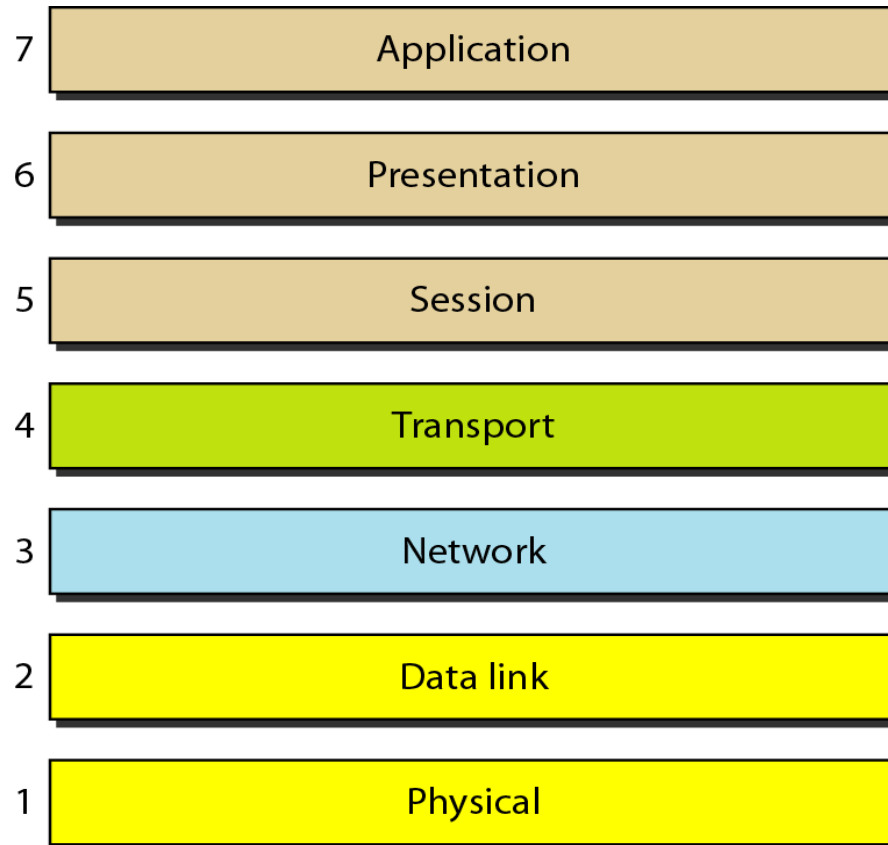 7 Application
6 Presentation
5 Session
4 Transport
3 Network
2 Data link
1 Physical